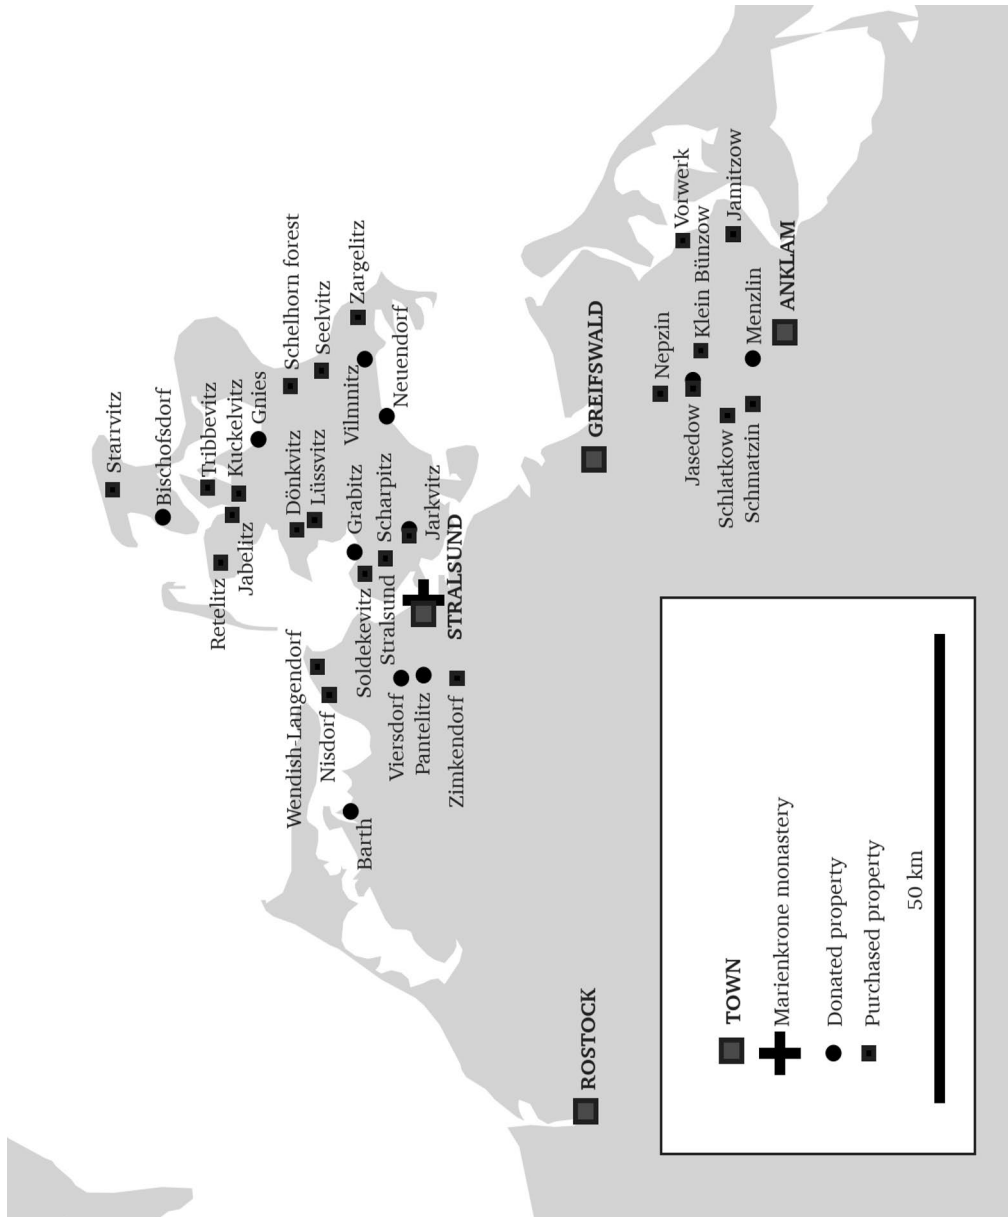 Starrvitz
Bischofsdorf
Tribbevitz
Kuckelvitz
Gnies
Retelitz
Jabelitz
Schelhorn forest
Seelvitz
Zargelitz
Dönkvitz
Lüssvitz
Vilmnitz
Neuendorf
Grabitz
Scharpitz
Jarkvitz
Soldekevitz
Stralsund
STRALSUND
Wendish-Langendorf
Nisdorf
Viersdorf
Pantelitz
Zimkendorf
Barth
ROSTOCK
GREIFSWALD
Nepzin
Vorwerk
Klein Bünzow
Jamitzow
Jasedow
Schlatkow
Schmatzin
Menzlin
ANKLAM
TOWN
Marienkrone monastery
Donated property
Purchased property
50 km